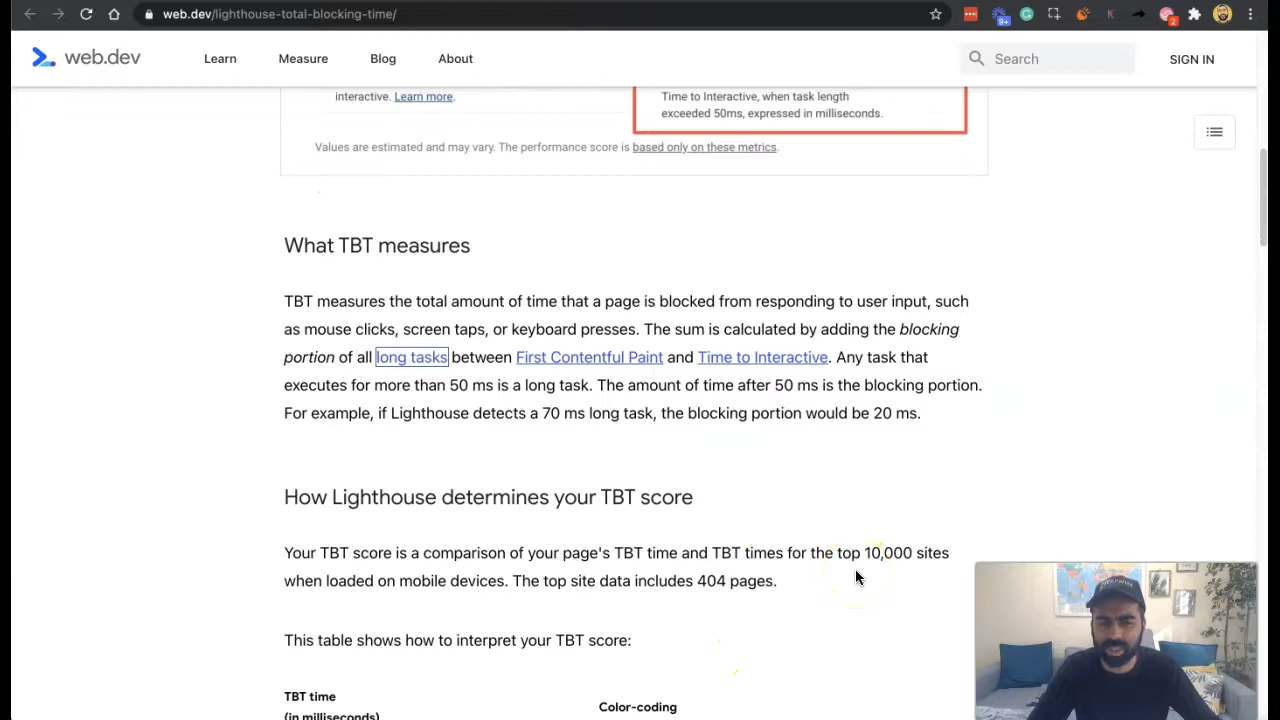 web.dev/lighthouse-total-blocking-time/
9+
K
2
web.dev
Learn
Measure
Blog
About
Search
SIGN IN
interactive. Learn more.
Time to Interactive, when task length
exceeded 50ms, expressed in milliseconds.
Values are estimated and may vary. The performance score is based only on these metrics.
What TBT measures
TBT measures the total amount of time that a page is blocked from responding to user input, such
as mouse clicks, screen taps, or keyboard presses. The sum is calculated by adding the blocking
portion of all long tasks between First Contentful Paint and Time to Interactive. Any task that
executes for more than 50 ms is a long task. The amount of time after 50 ms is the blocking portion.
For example, if Lighthouse detects a 70 ms long task, the blocking portion would be 20 ms.
How Lighthouse determines your TBT score
Your TBT score is a comparison of your page's TBT time and TBT times for the top 10,000 sites
when loaded on mobile devices. The top site data includes 404 pages.
This table shows how to interpret your TBT score:
TBT time
(in milliseconds)
Color-coding